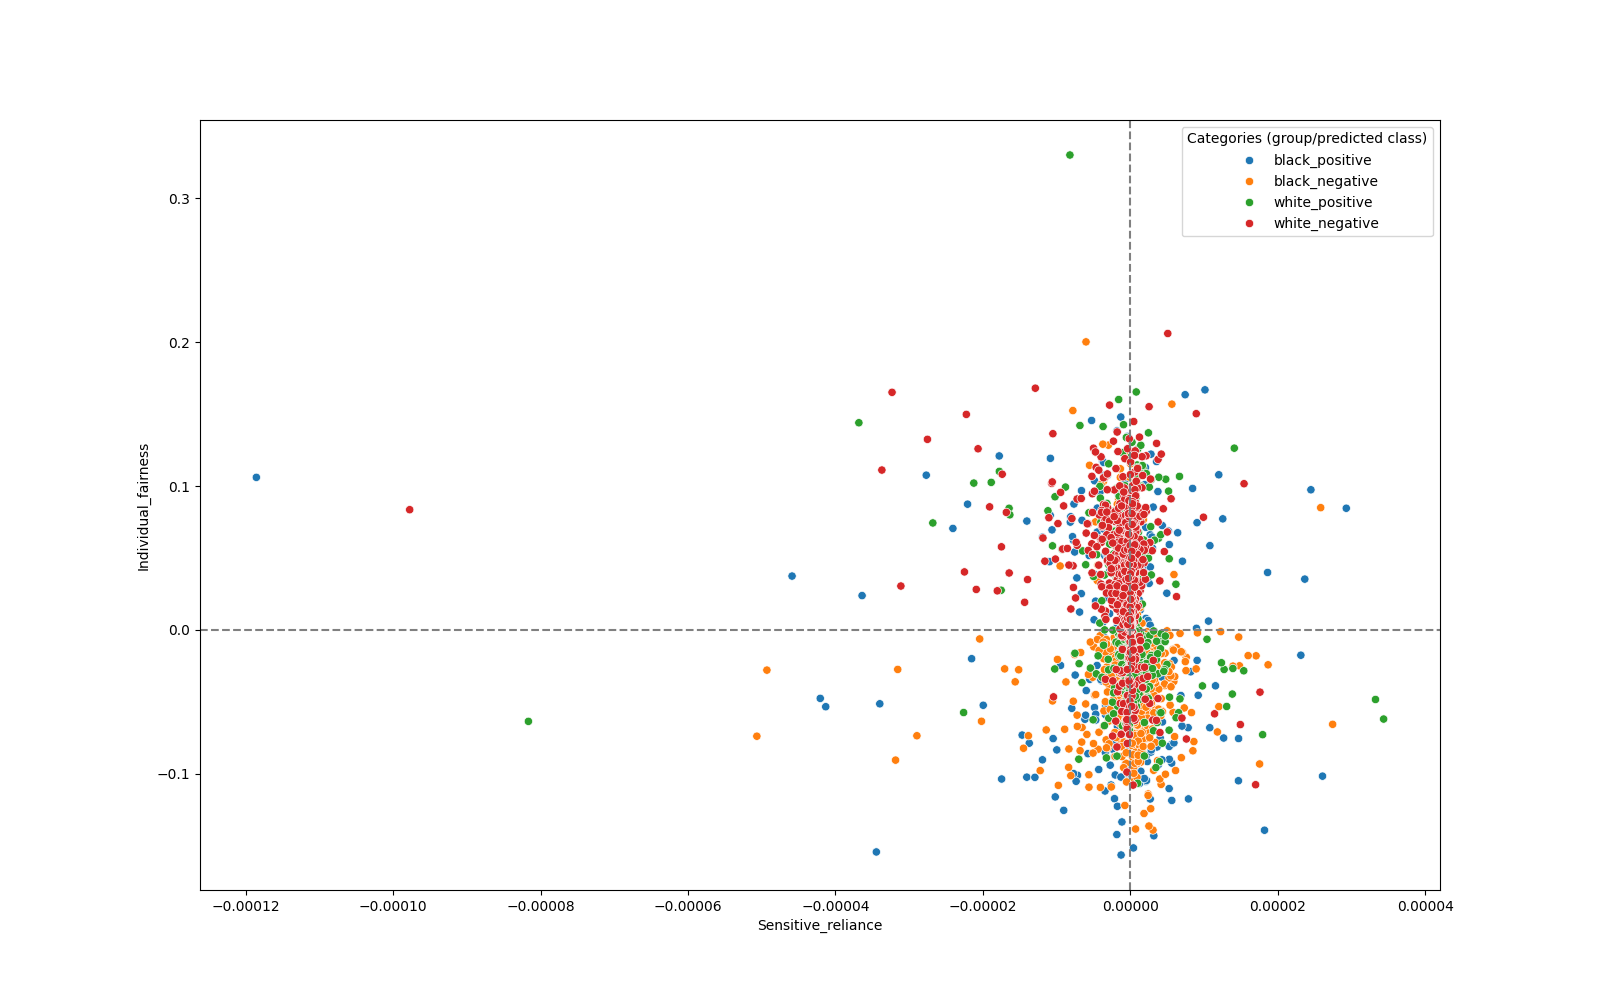 Categories (group/predicted class)
black_positive
black_negative
white_positive
white_negative
0.3
0.2
0.1
0.0
−0.1
Individual_fairness
−0.00012
−0.00010
−0.00008
−0.00006
−0.00004
−0.00002
0.00000
0.00002
0.00004
Sensitive_reliance